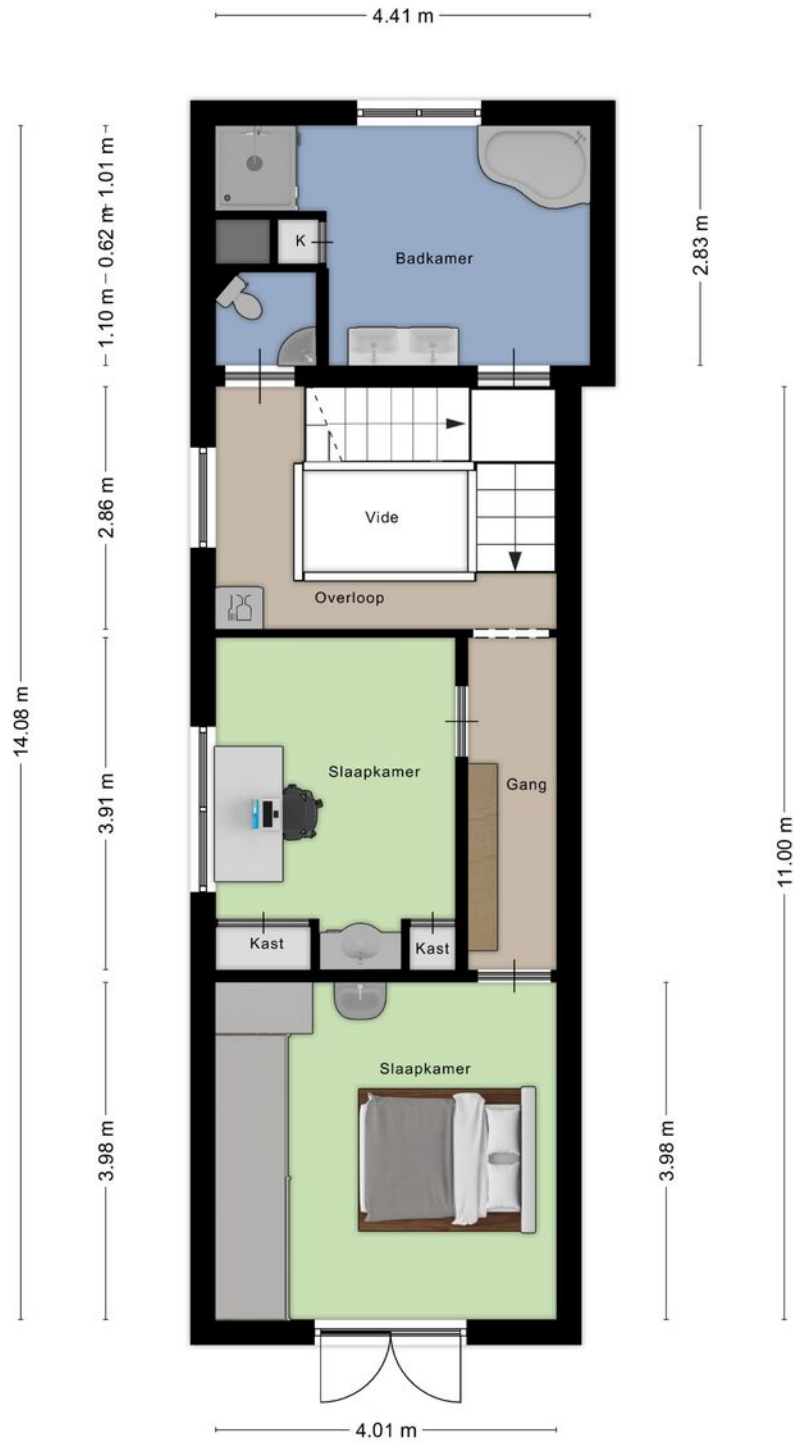 4.41 m
1.01 m
0.62 m
1.10 m
2.83 m
K
Badkamer
2.86 m
Vide
Overloop
14.08 m
3.91 m
Slaapkamer
Gang
11.00 m
Kast
Kast
Slaapkamer
3.98 m
3.98 m
4.01 m